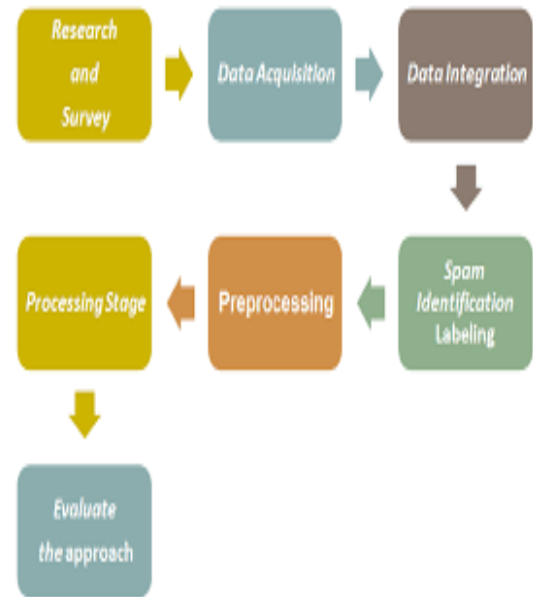 Research
and
Survey
Data Acquisition
Data Integration
Spam
Identification
Labeling
Preprocessing
Processing Stage
Evaluate
the approach